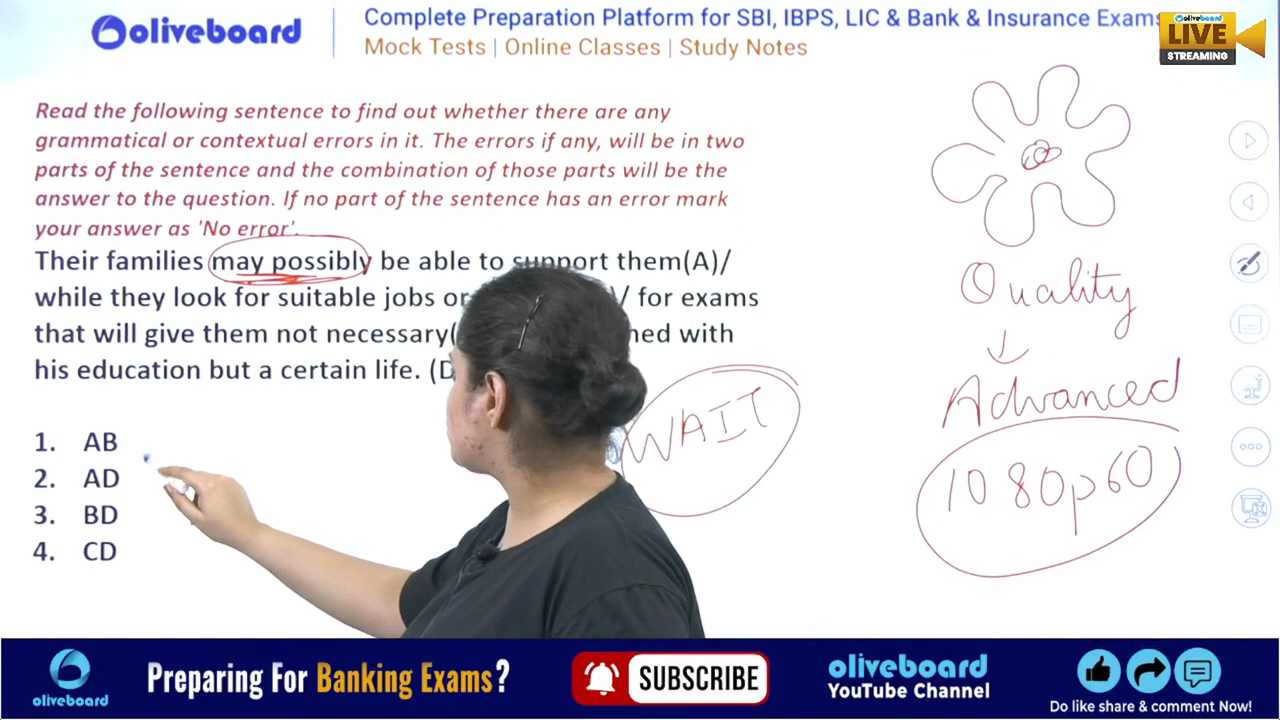 oliveboard
Complete Preparation Platform for SBI, IBPS, LIC & Bank & Insurance Exams
Mock Tests | Online Classes | Study Notes
oliveboard
LIVE
STREAMING
Read the following sentence to find out whether there are any
grammatical or contextual errors in it. The errors if any, will be in two
parts of the sentence and the combination of those parts will be the
answer to the question. If no part of the sentence has an error mark
your answer as 'No error'.
Their families may possibly be able to support them(A)/
while they look for suitable jobs or / for exams
that will give them not necessary( with
his education but a certain life. (D
1. AB
2. AD
3. BD
4. CD
WAIT
Quality
Advanced
1080p60
oliveboard
Preparing For Banking Exams?
SUBSCRIBE
oliveboard
YouTube Channel
Do like share & comment Now!